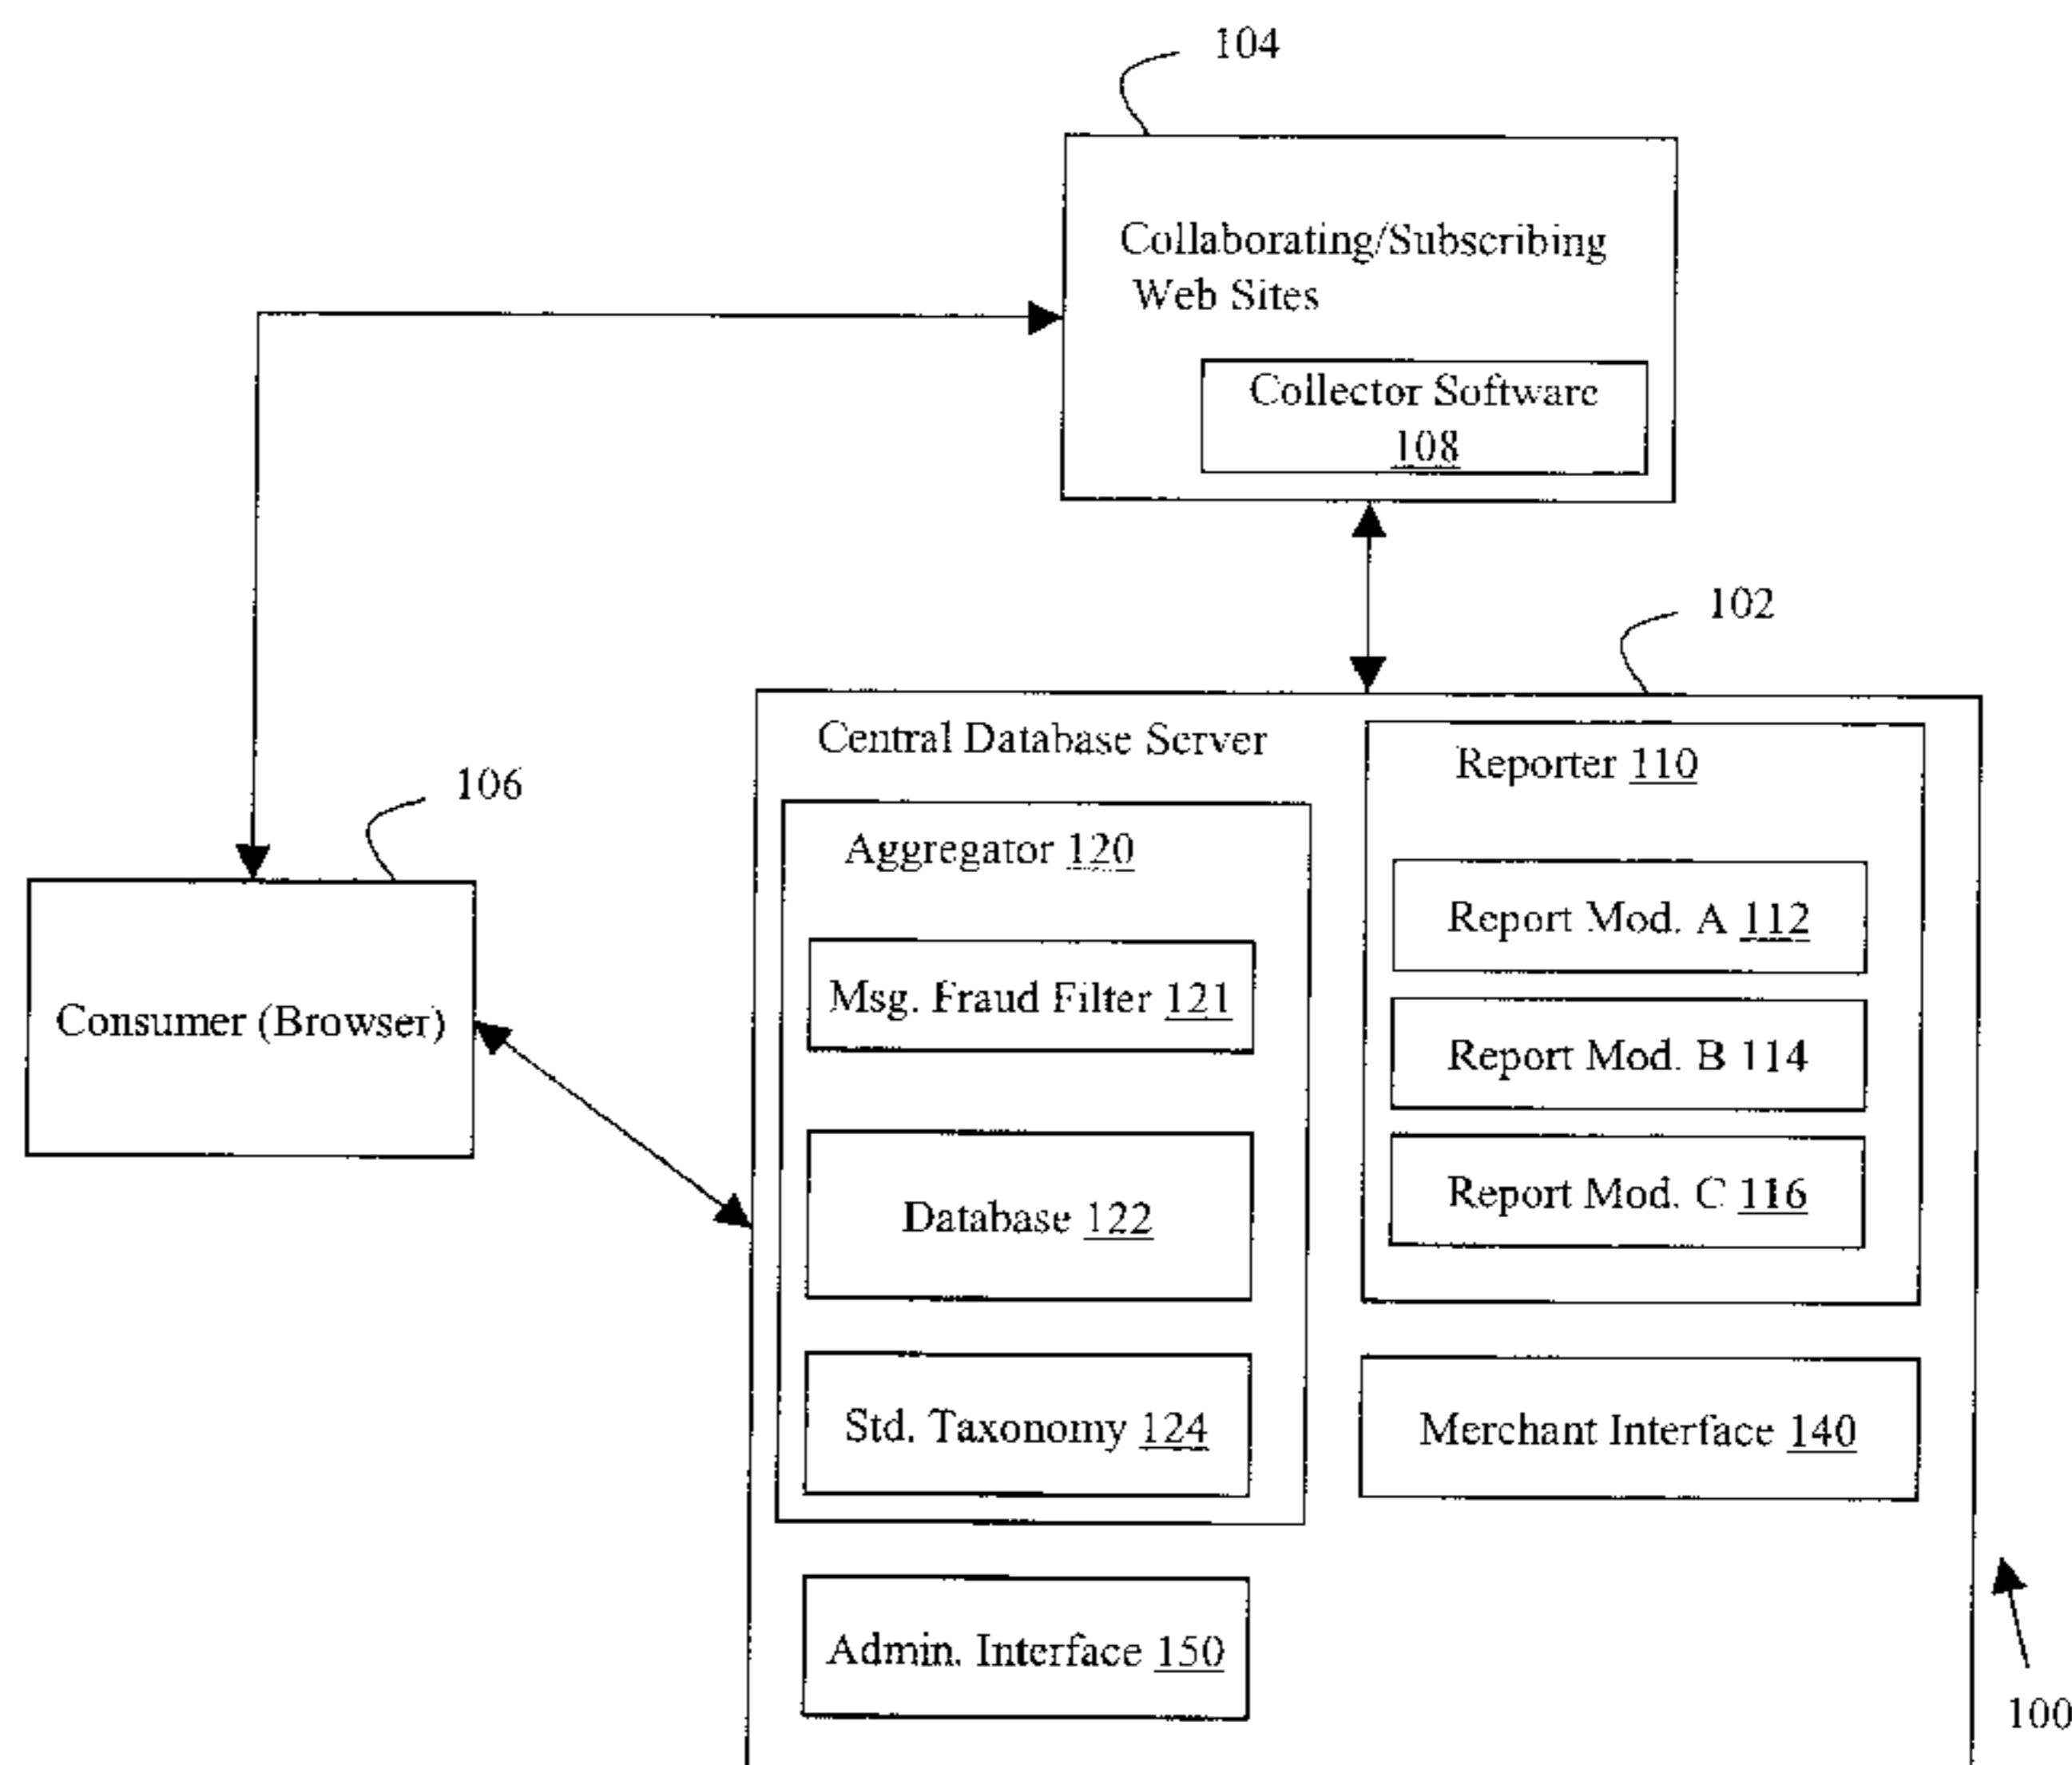 104
Collaborating/Subscribing
Web Sites
Collector Software
108
102
Central Database Server
Reporter 110
106
Aggregator 120
Report Mod. A 112
Msg. Fraud Filter 121
Consumer (Browser)
Report Mod. B 114
Report Mod. C 116
Database 122
Std. Taxonomy 124
Merchant Interface 140
Admin. Interface 150
100